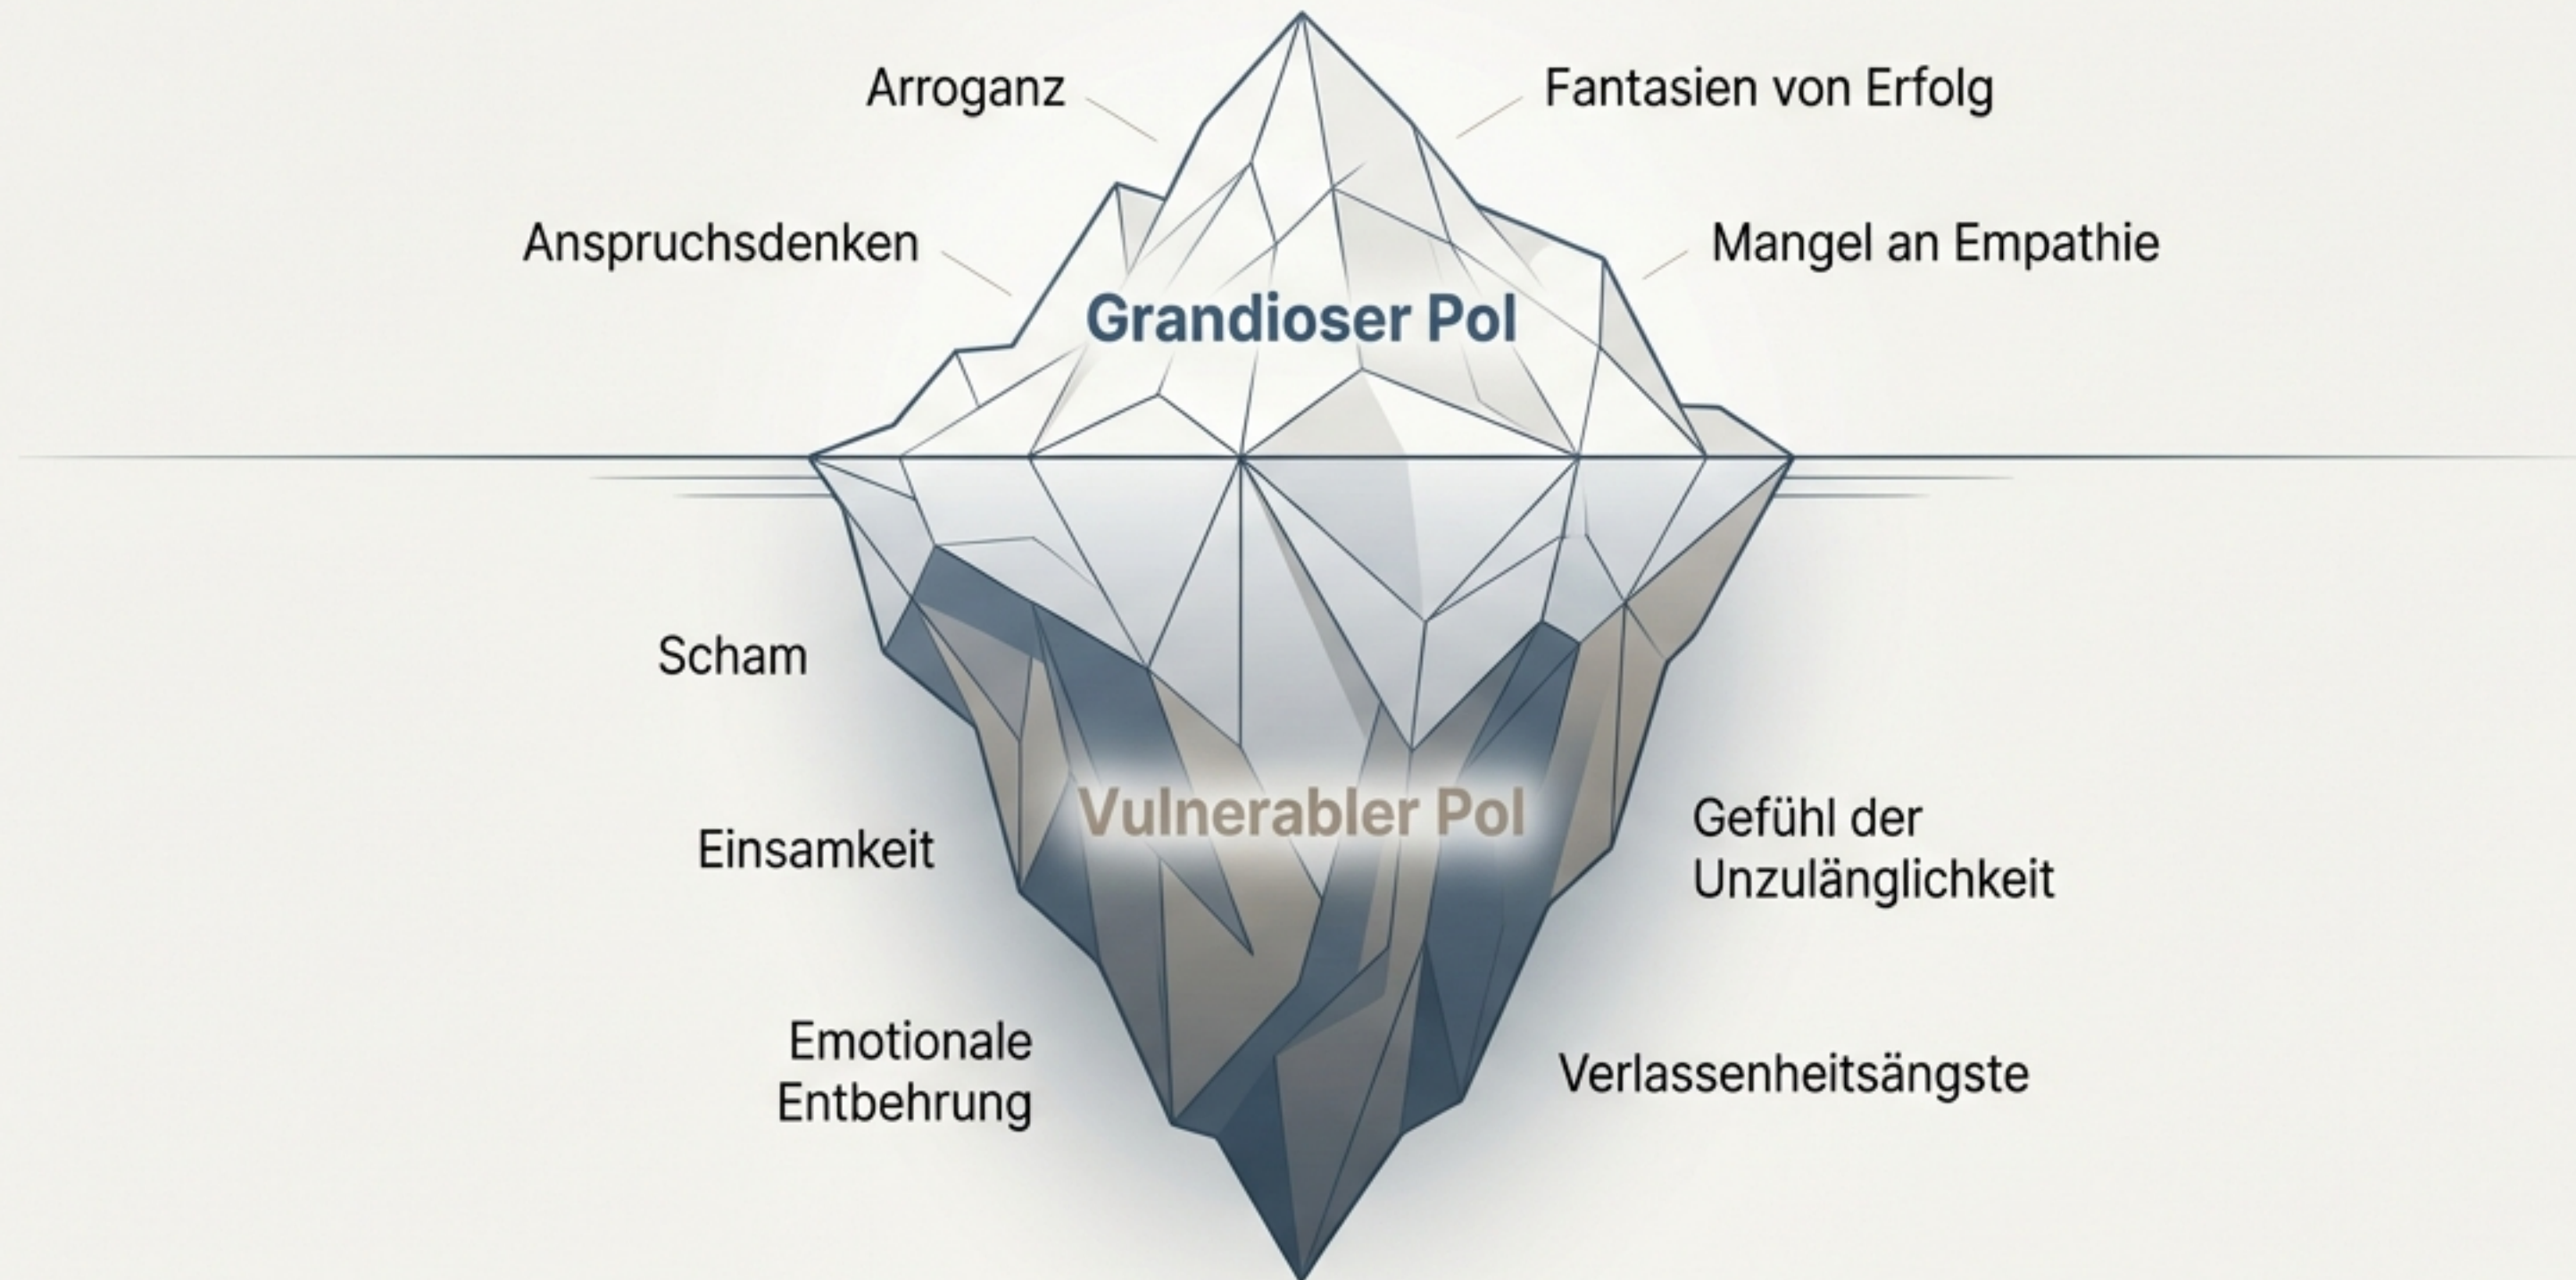 Arroganz
Fantasien von Erfolg
Anspruchsdenken
Mangel an Empathie
Grandioser Pol
Scham
Vulnerabler Pol
Einsamkeit
Gefühl der
Unzulänglichkeit
Emotionale
Entbehrung
Verlassenheitsängste